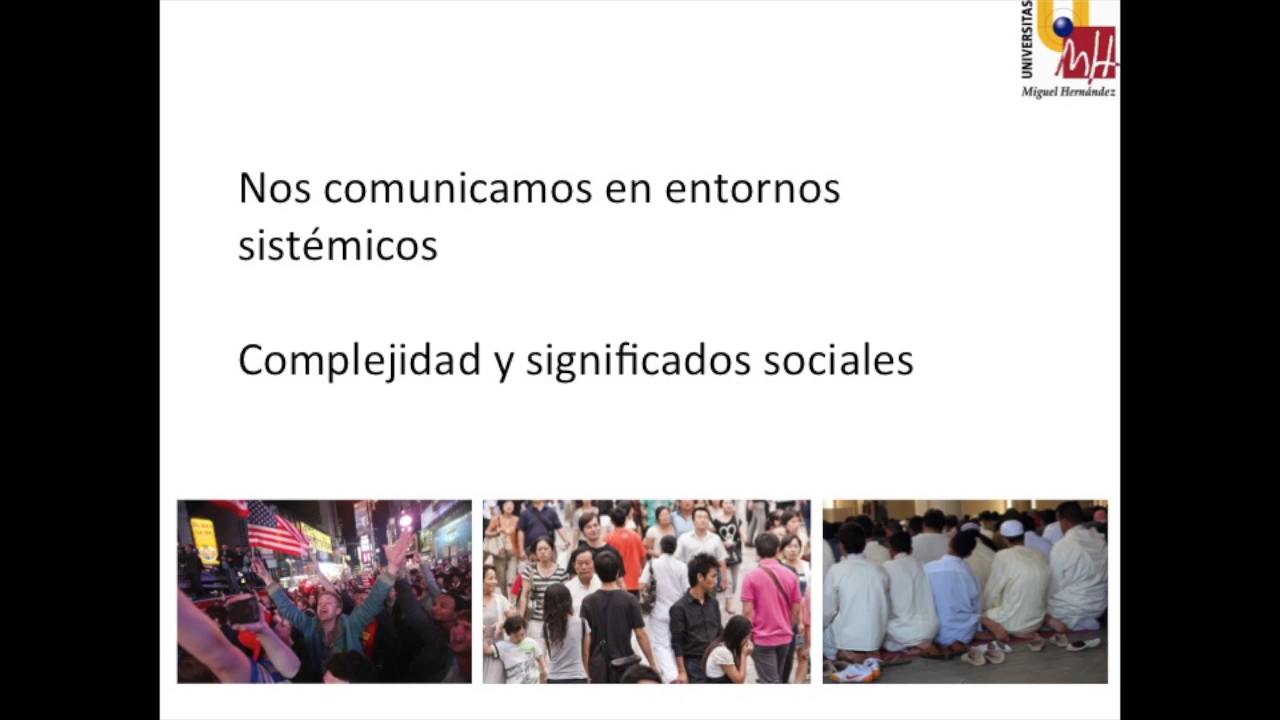 UNIVERSITAS
Miguel Hernández
Nos comunicamos en entornos
sistémicos
Complejidad y significados sociales